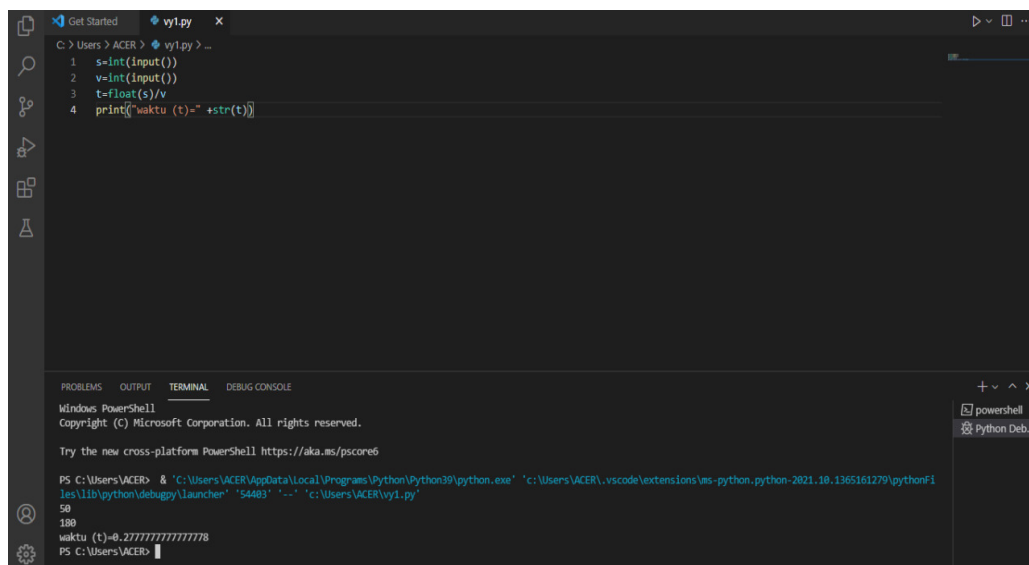 Get Started vy1.py
C: > Users > ACER > vy1.py > ...
1 s=int(input())
2 v=int(input())
3 t=float(s)/v
4 print("waktu (t)=" +str(t))
PROBLEMS OUTPUT TERMINAL DEBUG CONSOLE
Windows PowerShell
Copyright (C) Microsoft Corporation. All rights reserved.
Try the new cross-platform PowerShell https://aka.ms/pscore6
PS C:\Users\ACER> & 'C:\Users\ACER\AppData\Local\Programs\Python\Python39\python.exe' 'c:\Users\ACER\.vscode\extensions\ms-python.python-2021.10.1365161279\pythonFi
les\lib\python\debugpy\launcher' '54403' '--' 'c:\Users\ACER\vy1.py'
50
180
waktu (t)=0.2777777777777778
PS C:\Users\ACER>
powershell
Python Deb...